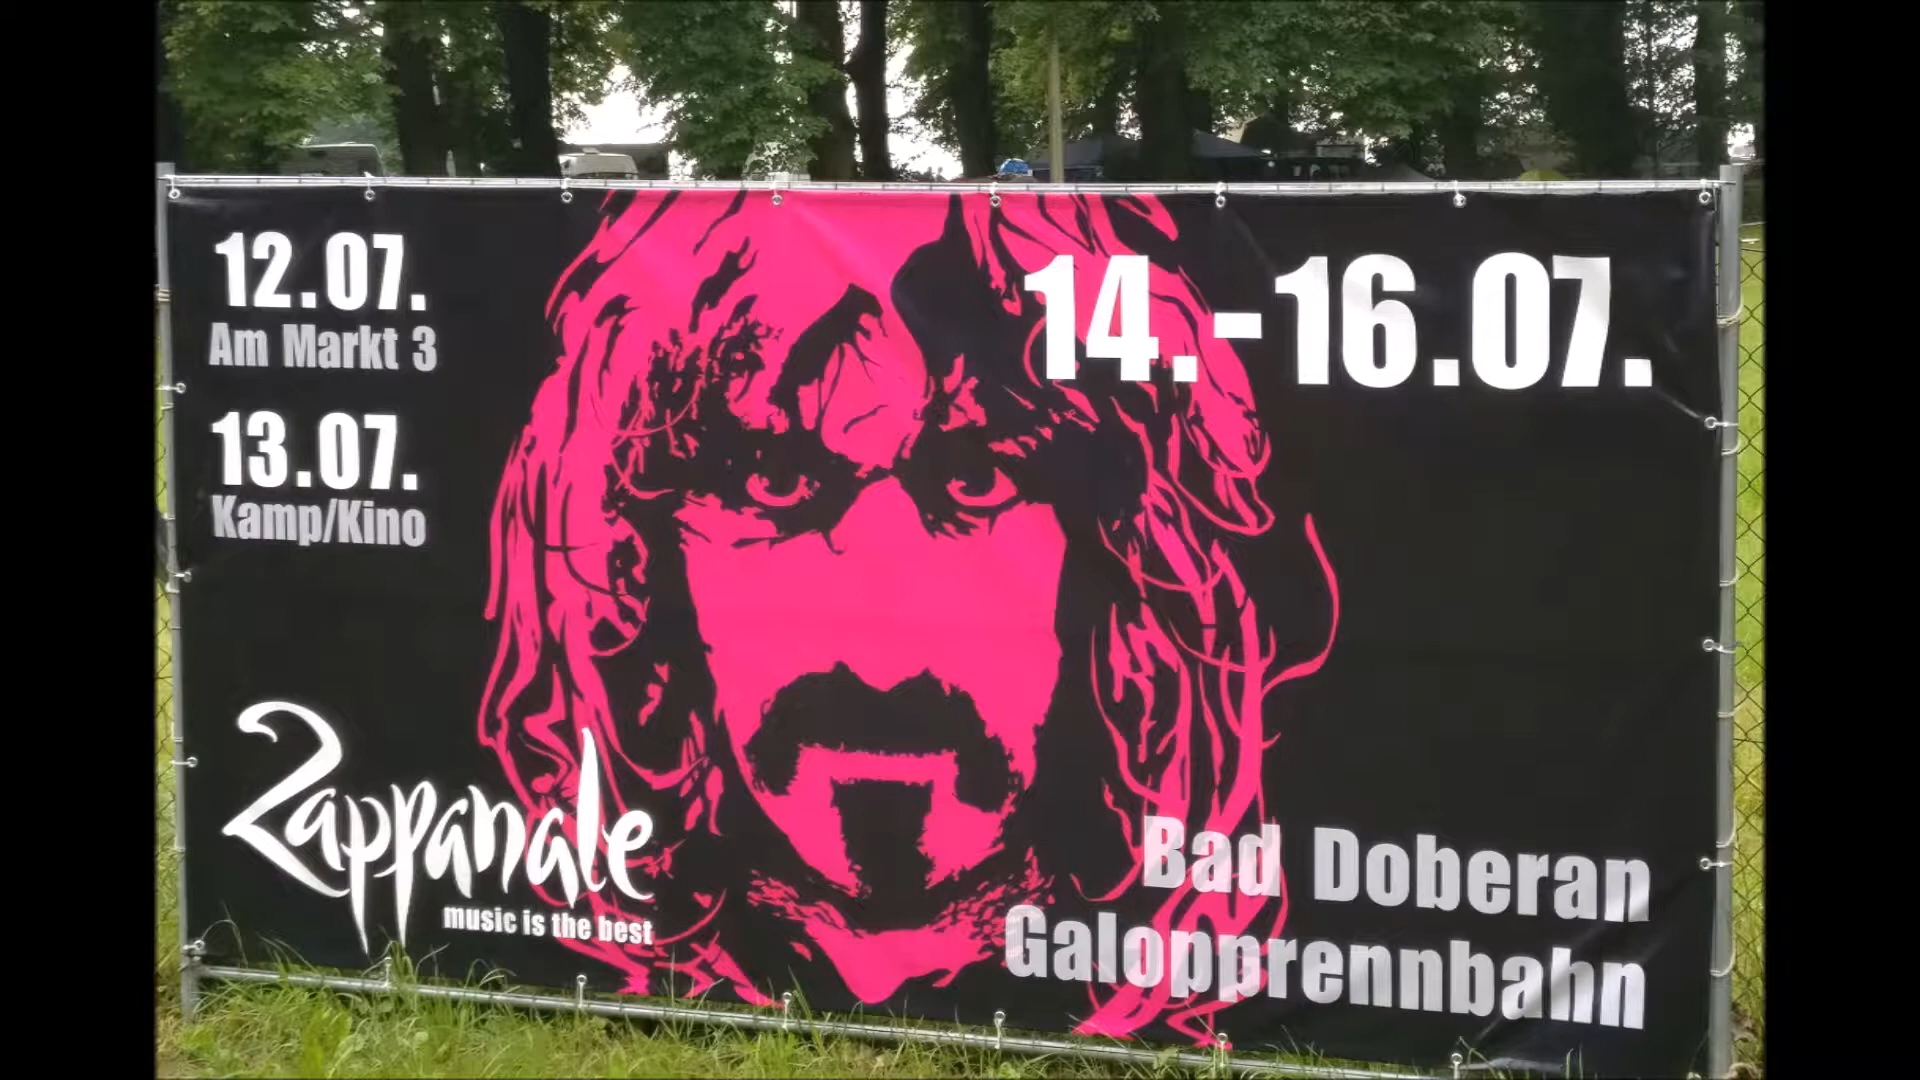 12.07.
Am Markt 3
13.07.
Kamp/Kino
14.-16.07.
Zappanale
music is the best
Bad Doberan
Galopprennbahn